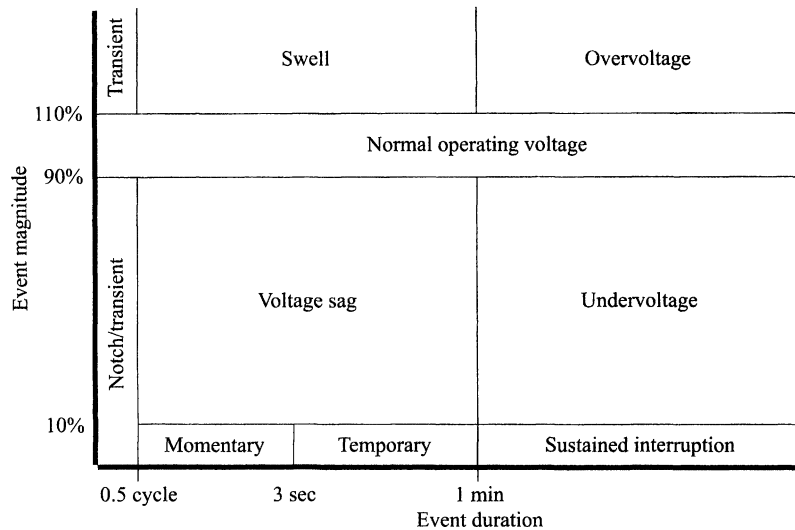 Transient
Swell
Overvoltage
110%
Normal operating voltage
90%
Event magnitude
Notch/transient
Voltage sag
Undervoltage
10%
Momentary
Temporary
Sustained interruption
0.5 cycle
3 sec
1 min
Event duration